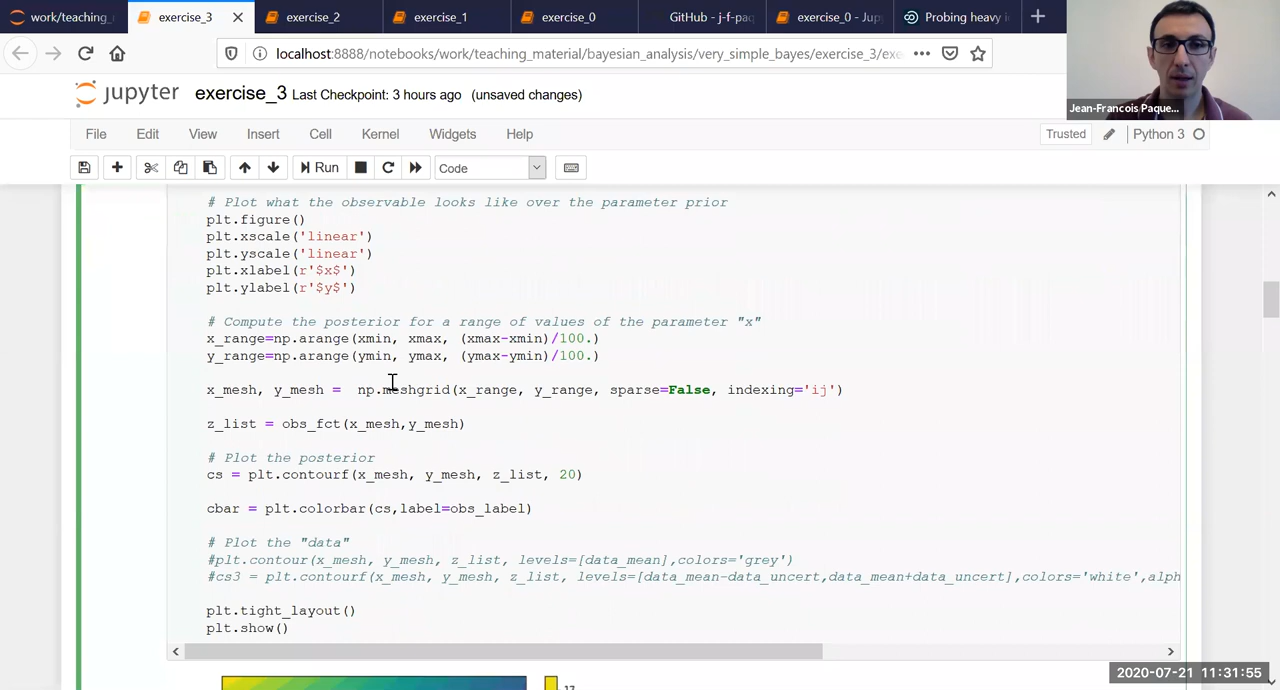 work/teaching_
exercise_3
exercise_2
exercise_1
exercise_0
GitHub - j-f-paq
exercise_0 - Jup
Probing heavy i
localhost:8888/notebooks/work/teaching_material/bayesian_analysis/very_simple_bayes/exercise_3/exe
Jean-Francois Paque...
jupyter exercise_3 Last Checkpoint: 3 hours ago (unsaved changes)
File Edit View Insert Cell Kernel Widgets Help
Trusted Python 3
Run Code
# Plot what the observable looks like over the parameter prior
plt.figure()
plt.xscale('linear')
plt.yscale('linear')
plt.xlabel(r'$x$')
plt.ylabel(r'$y$')
# Compute the posterior for a range of values of the parameter "x"
x_range=np.arange(xmin, xmax, (xmax-xmin)/100.)
y_range=np.arange(ymin, ymax, (ymax-ymin)/100.)
x_mesh, y_mesh =  np.meshgrid(x_range, y_range, sparse=False, indexing='ij')
z_list = obs_fct(x_mesh,y_mesh)
# Plot the posterior
cs = plt.contourf(x_mesh, y_mesh, z_list, 20)
cbar = plt.colorbar(cs,label=obs_label)
# Plot the "data"
#plt.contour(x_mesh, y_mesh, z_list, levels=[data_mean],colors='grey')
#cs3 = plt.contourf(x_mesh, y_mesh, z_list, levels=[data_mean-data_uncert,data_mean+data_uncert],colors='white',alph
plt.tight_layout()
plt.show()
2020-07-21 11:31:55